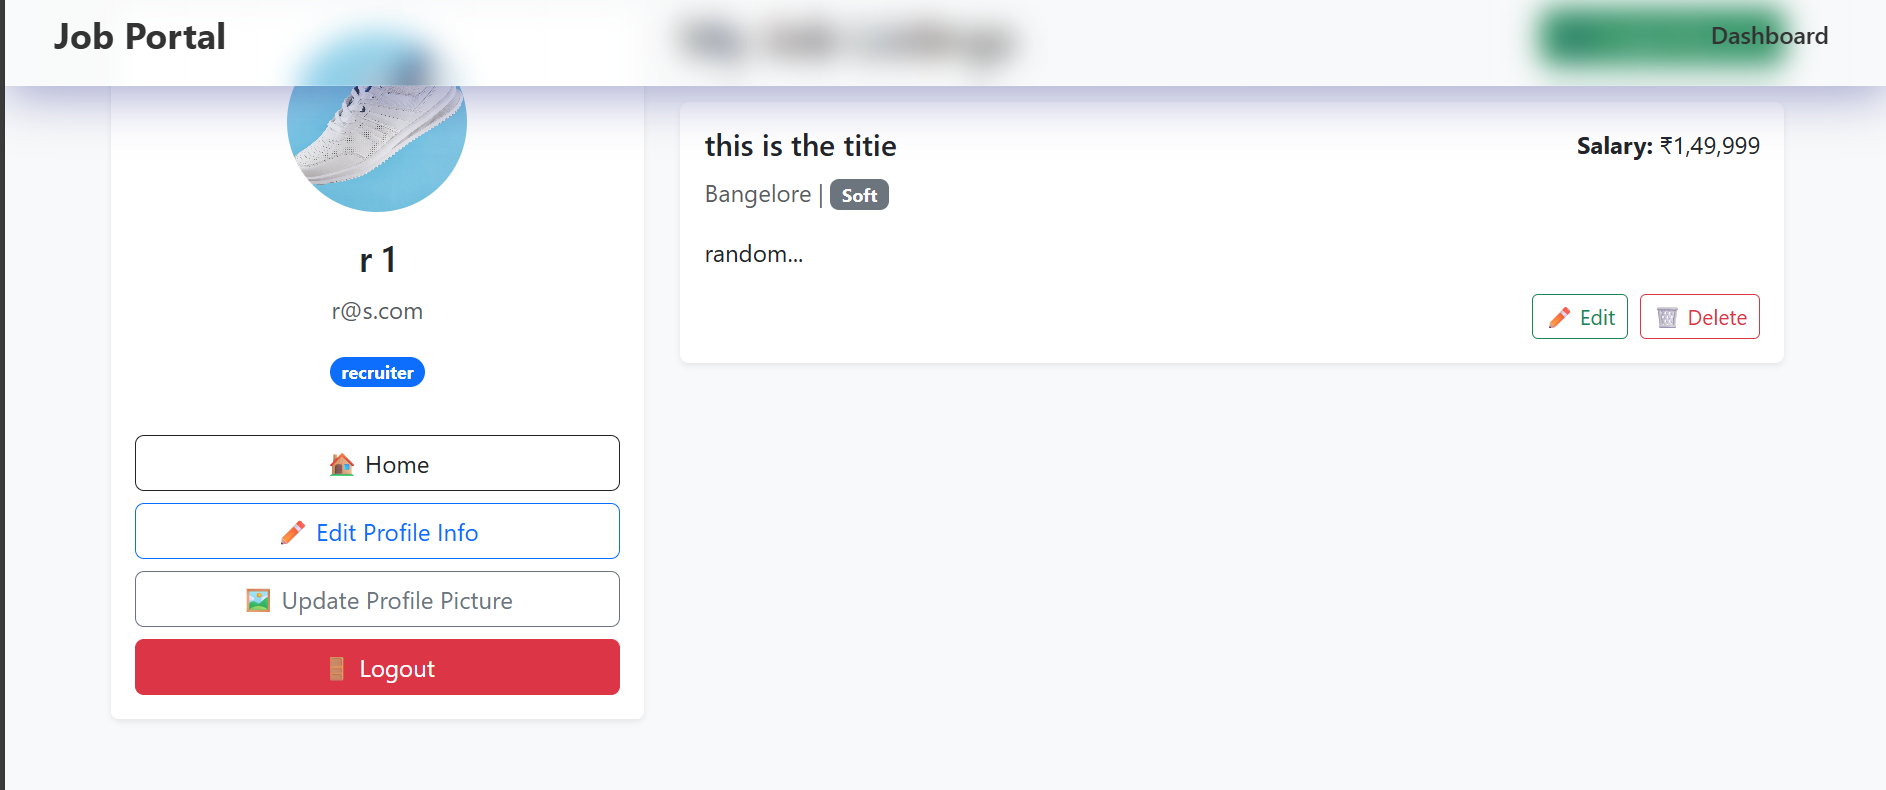 Job Portal
Dashboard
r 1
r@s.com
recruiter
🏠 Home
✏️ Edit Profile Info
🖼️ Update Profile Picture
🚪 Logout
this is the titie
Salary: ₹1,49,999
Bangelore | Soft
random...
✏️ Edit
🗑️ Delete